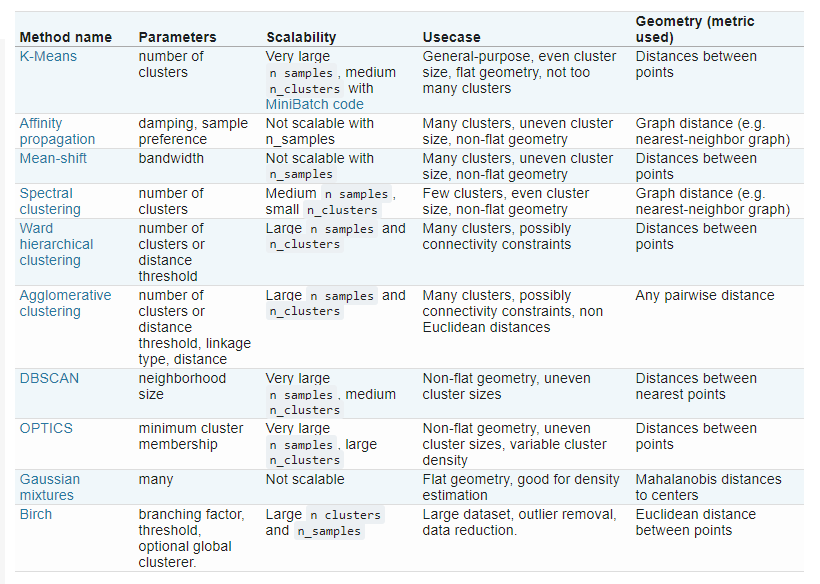 Method name Parameters Scalability Usecase Geometry (metric used)
K-Means number of clusters Very large n_samples, medium n_clusters with MiniBatch code General-purpose, even cluster size, flat geometry, not too many clusters Distances between points
Affinity propagation damping, sample preference Not scalable with n_samples Many clusters, uneven cluster size, non-flat geometry Graph distance (e.g. nearest-neighbor graph)
Mean-shift bandwidth Not scalable with n_samples Many clusters, uneven cluster size, non-flat geometry Distances between points
Spectral clustering number of clusters Medium n_samples, small n_clusters Few clusters, even cluster size, non-flat geometry Graph distance (e.g. nearest-neighbor graph)
Ward hierarchical clustering number of clusters or distance threshold Large n_samples and n_clusters Many clusters, possibly connectivity constraints Distances between points
Agglomerative clustering number of clusters or distance threshold, linkage type, distance Large n_samples and n_clusters Many clusters, possibly connectivity constraints, non Euclidean distances Any pairwise distance
DBSCAN neighborhood size Very large n_samples, medium n_clusters Non-flat geometry, uneven cluster sizes Distances between nearest points
OPTICS minimum cluster membership Very large n_samples, large n_clusters Non-flat geometry, uneven cluster sizes, variable cluster density Distances between points
Gaussian mixtures many Not scalable Flat geometry, good for density estimation Mahalanobis distances to centers
Birch branching factor, threshold, optional global clusterer. Large n_clusters and n_samples Large dataset, outlier removal, data reduction. Euclidean distance between points